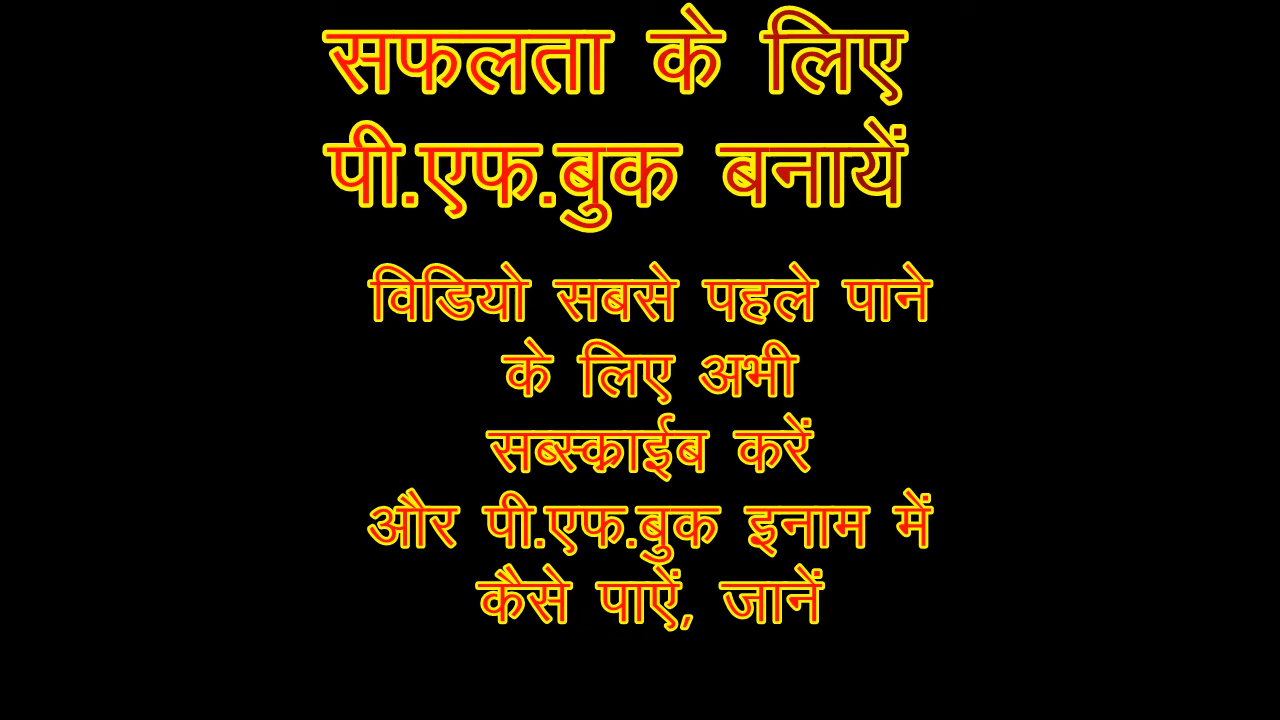 सफलता के लिए
पी.एफ.बुक बनायें
विडियो सबसे पहले पाने
के लिए अभी
सब्स्क्राईब करें
और पी.एफ.बुक इनाम में
कैसे पाऐं, जानें